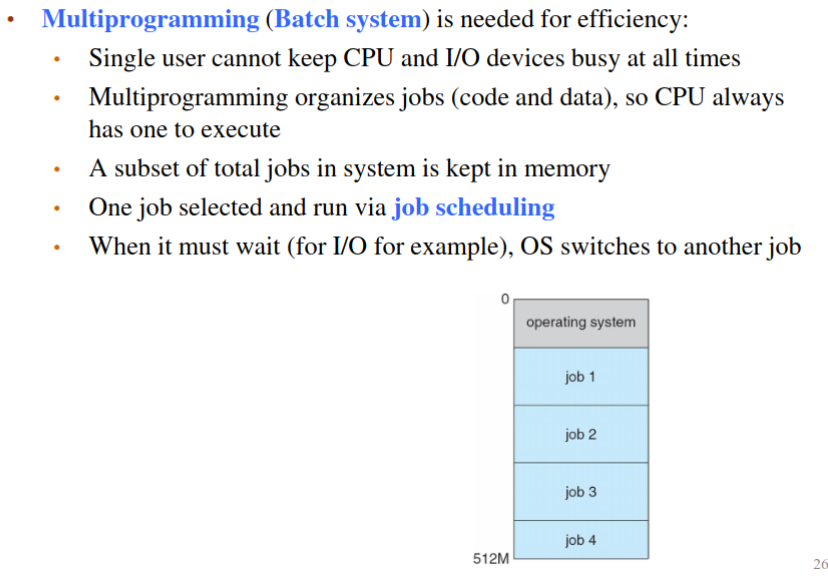 • Multiprogramming (Batch system) is needed for efficiency:
• Single user cannot keep CPU and I/O devices busy at all times
• Multiprogramming organizes jobs (code and data), so CPU always
has one to execute
• A subset of total jobs in system is kept in memory
• One job selected and run via job scheduling
• When it must wait (for I/O for example), OS switches to another job
0
operating system
job 1
job 2
job 3
job 4
512M
26